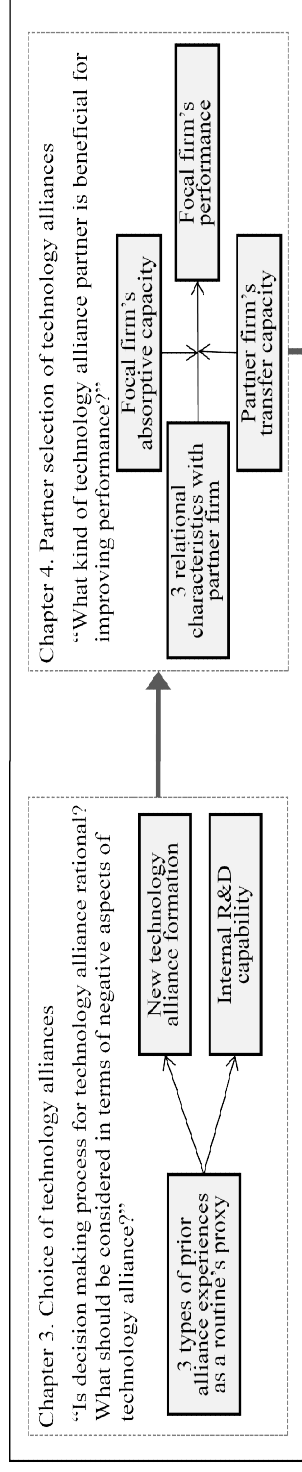 Chapter 3. Choice of technology alliances
“Is decision making process for technology alliance rational?
What should be considered in terms of negative aspects of
technology alliance?”
3 types of prior
alliance experiences
as a routine's proxy
New technology
alliance formation
Internal R&D
capability
Chapter 4. Partner selection of technology alliances
“What kind of technology alliance partner is beneficial for
improving performance?”
Focal firm's
absorptive capacity
3 relational
characteristics with
partner firm
Focal firm's
performance
Partner firm's
transfer capacity